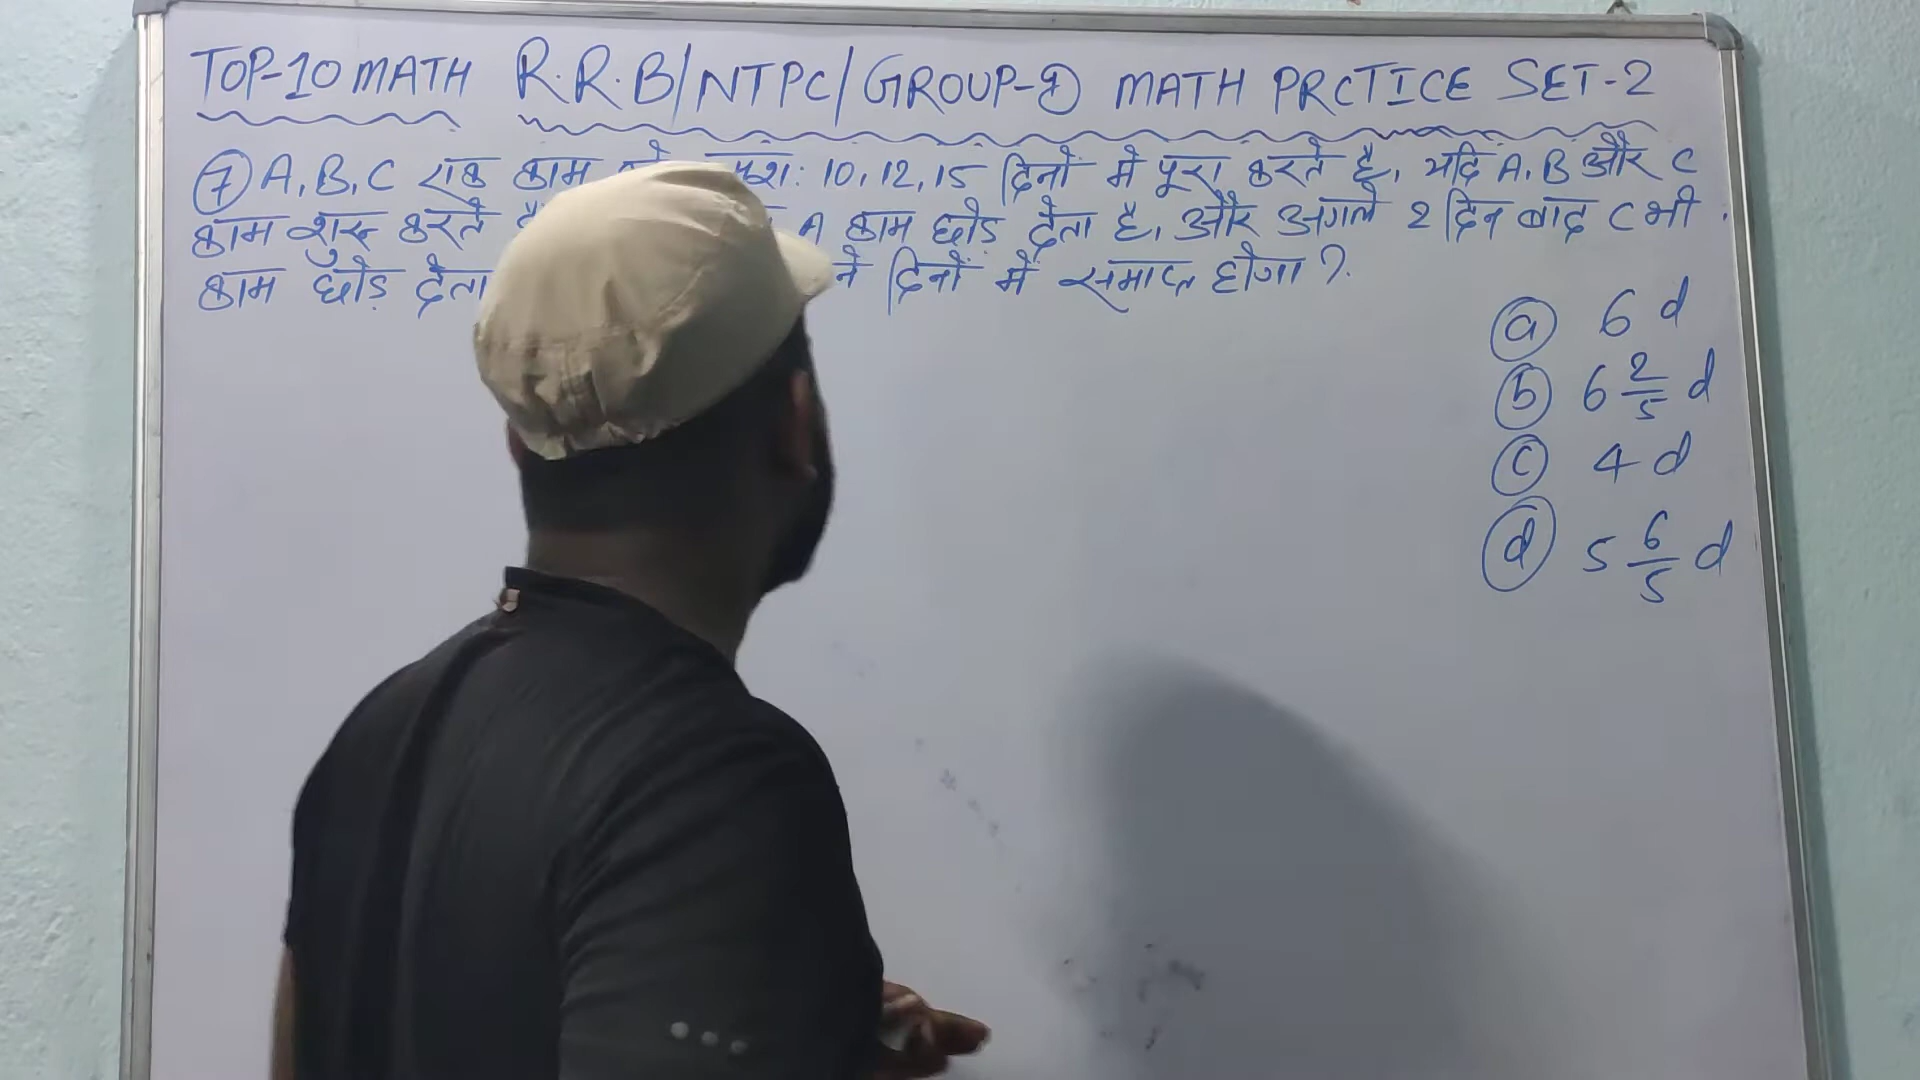 TOP-10 MATH R.R.B/NTPC/GROUP-D MATH PRCTICE SET-2
7 A, B, C एक काम 10, 12, 15 दिनों में पूरा करते है, यदि A, B और C
काम शुरू करते A काम छोड़ देता है, और अगले 2 दिन बाद C भी
काम छोड़ देता दिनों में समाप्त होगा ?.
a 6 d
b 6 2/5 d
c 4 d
d 5 6/5 d